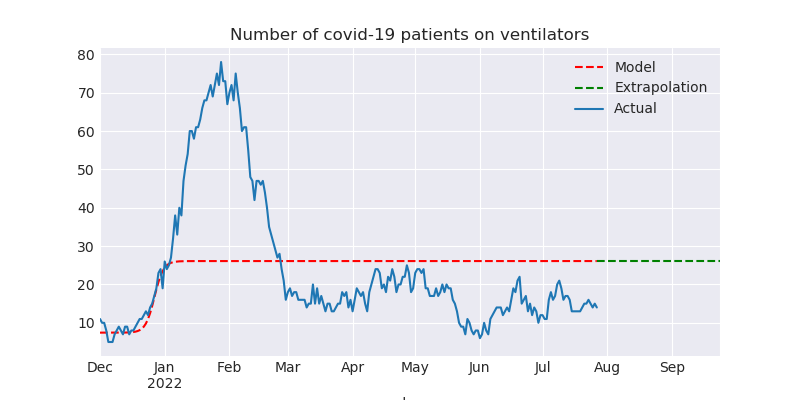 Number of covid-19 patients on ventilators
80
70
60
50
40
30
20
10
Model
Extrapolation
Actual
Dec Jan Feb Mar Apr May Jun Jul Aug Sep
2022